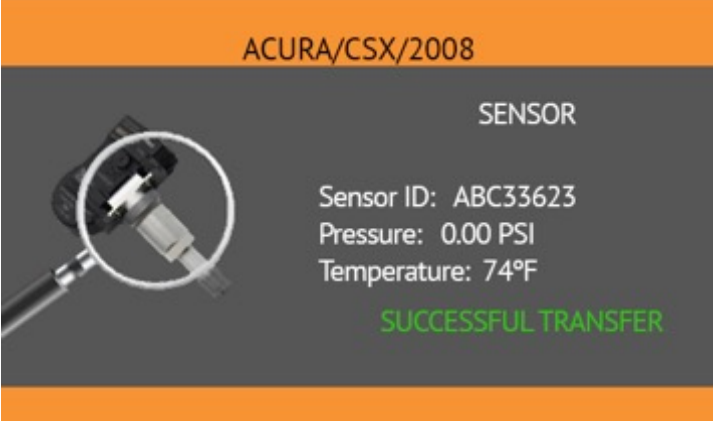 ACURA/CSX/2008
SENSOR
Sensor ID: ABC33623
Pressure: 0.00 PSI
Temperature: 74°F
SUCCESSFUL TRANSFER